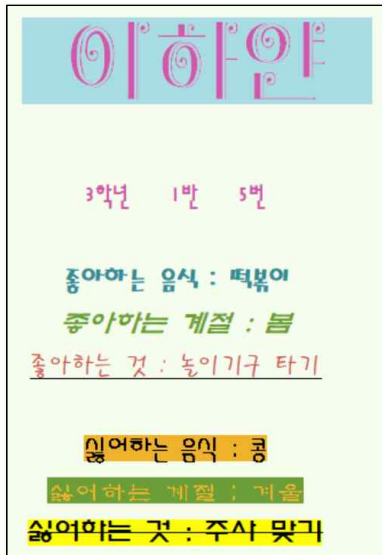 이하얀
3학년 1반 5번
좋아하는 음식 : 떡볶이
좋아하는 계절 : 봄
좋아하는 것 : 놀이기구 타기
싫어하는 음식 : 콩
싫어하는 계절 : 겨울
싫어하는 것 : 주사 맞기